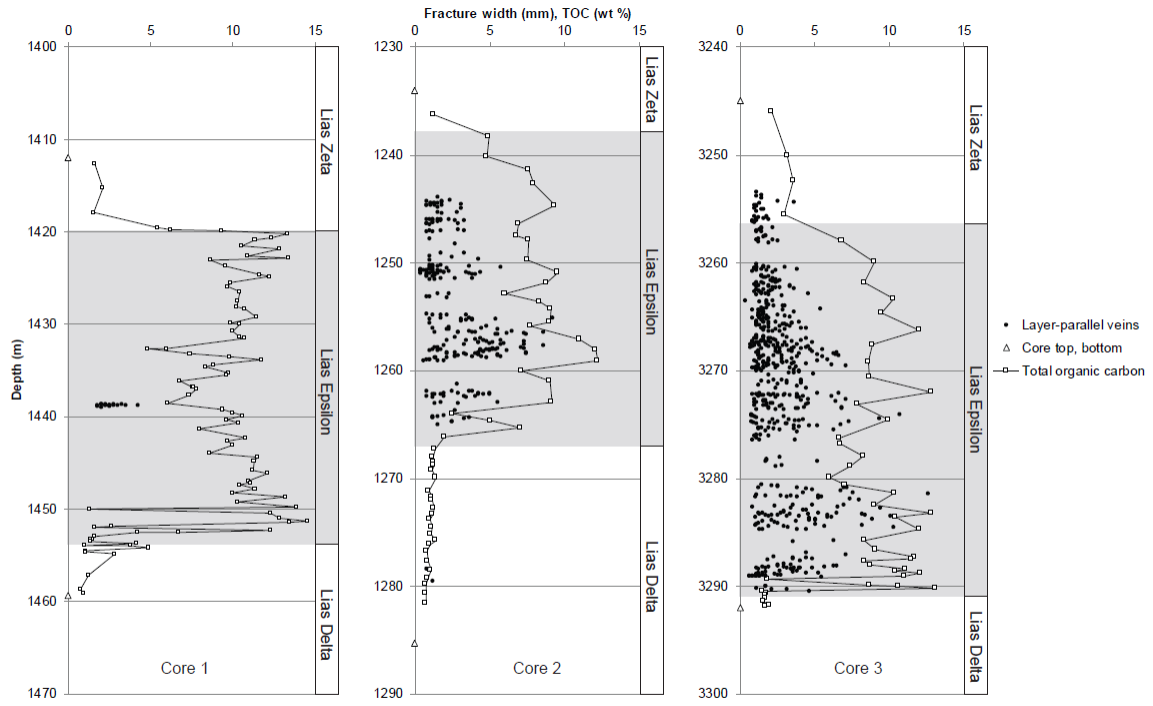 Fracture width (mm), TOC (wt %)
0 5 10 15
0 5 10 15
0 5 10 15
Depth (m)
1400
1410
1420
1430
1440
1450
1460
1470
Lias Zeta
Lias Epsilon
Lias Delta
Core 1
1230
1240
1250
1260
1270
1280
1290
Lias Zeta
Lias Epsilon
Lias Delta
Core 2
3240
3250
3260
3270
3280
3290
3300
Lias Zeta
Lias Epsilon
Lias Delta
Core 3
Layer-parallel veins
Core top, bottom
Total organic carbon